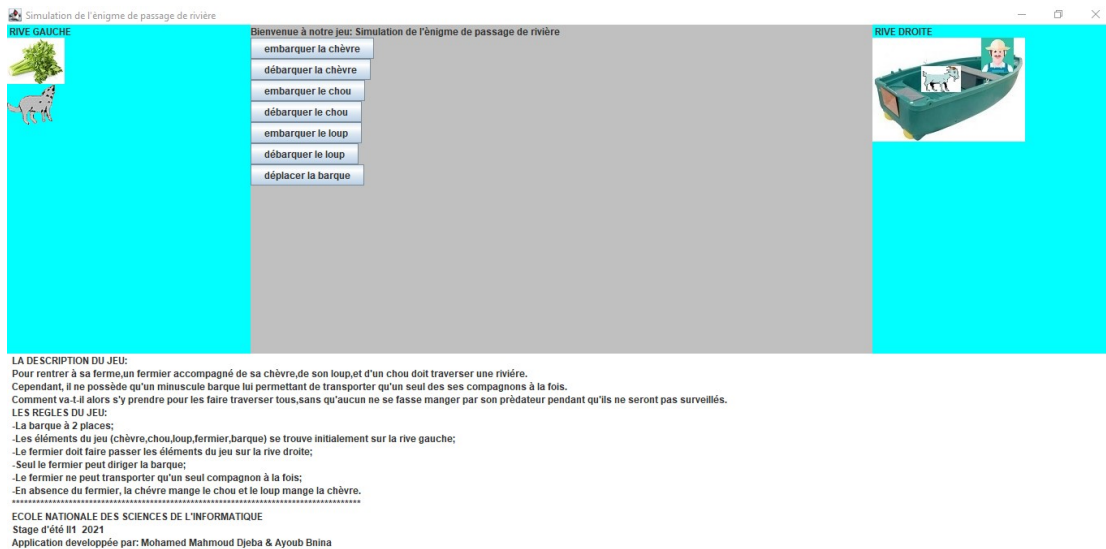 Simulation de l'ènigme de passage de rivière
RIVE GAUCHE
Bienvenue à notre jeu: Simulation de l'ènigme de passage de rivière
RIVE DROITE
embarquer la chèvre
débarquer la chèvre
embarquer le chou
débarquer le chou
embarquer le loup
débarquer le loup
déplacer la barque
LA DESCRIPTION DU JEU:
Pour rentrer à sa ferme,un fermier accompagné de sa chèvre,de son loup,et d'un chou doit traverser une riviére.
Cependant, il ne possède qu'un minuscule barque lui permettant de transporter qu'un seul des ses compagnons à la fois.
Comment va-t-il alors s'y prendre pour les faire traverser tous,sans qu'aucun ne se fasse manger par son prèdateur pendant qu'ils ne seront pas surveillés.
LES REGLES DU JEU:
-La barque à 2 places;
-Les éléments du jeu (chèvre,chou,loup,fermier,barque) se trouve initialement sur la rive gauche;
-Le fermier doit faire passer les éléments du jeu sur la rive droite;
-Seul le fermier peut diriger la barque;
-Le fermier ne peut transporter qu'un seul compagnon à la fois;
-En absence du fermier, la chévre mange le chou et le loup mange la chèvre.
************************************************************************************
ECOLE NATIONALE DES SCIENCES DE L'INFORMATIQUE
Stage d'été II1 2021
Application developpée par: Mohamed Mahmoud Djeba & Ayoub Bnina